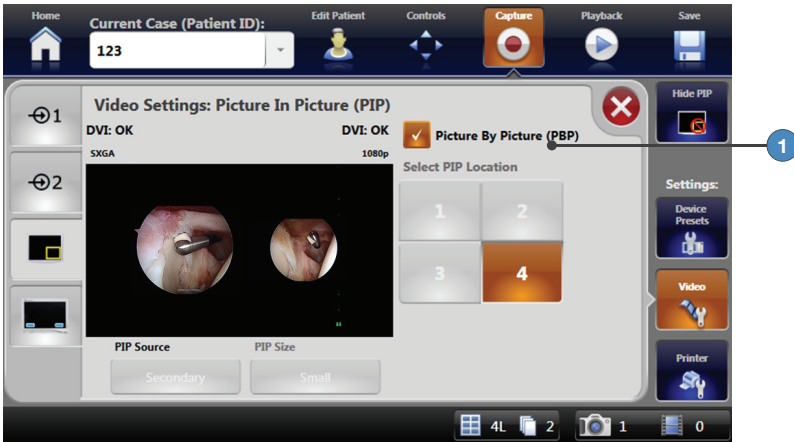 Home
Current Case (Patient ID):
123
Edit Patient
Controls
Capture
Playback
Save
1
2
Video Settings: Picture In Picture (PIP)
DVI: OK
DVI: OK
SXGA
1080p
Picture By Picture (PBP)
Select PIP Location
1
2
3
4
PIP Source
PIP Size
Secondary
Small
Hide PIP
Settings:
Device
Presets
Video
Printer
4L
2
1
0
1